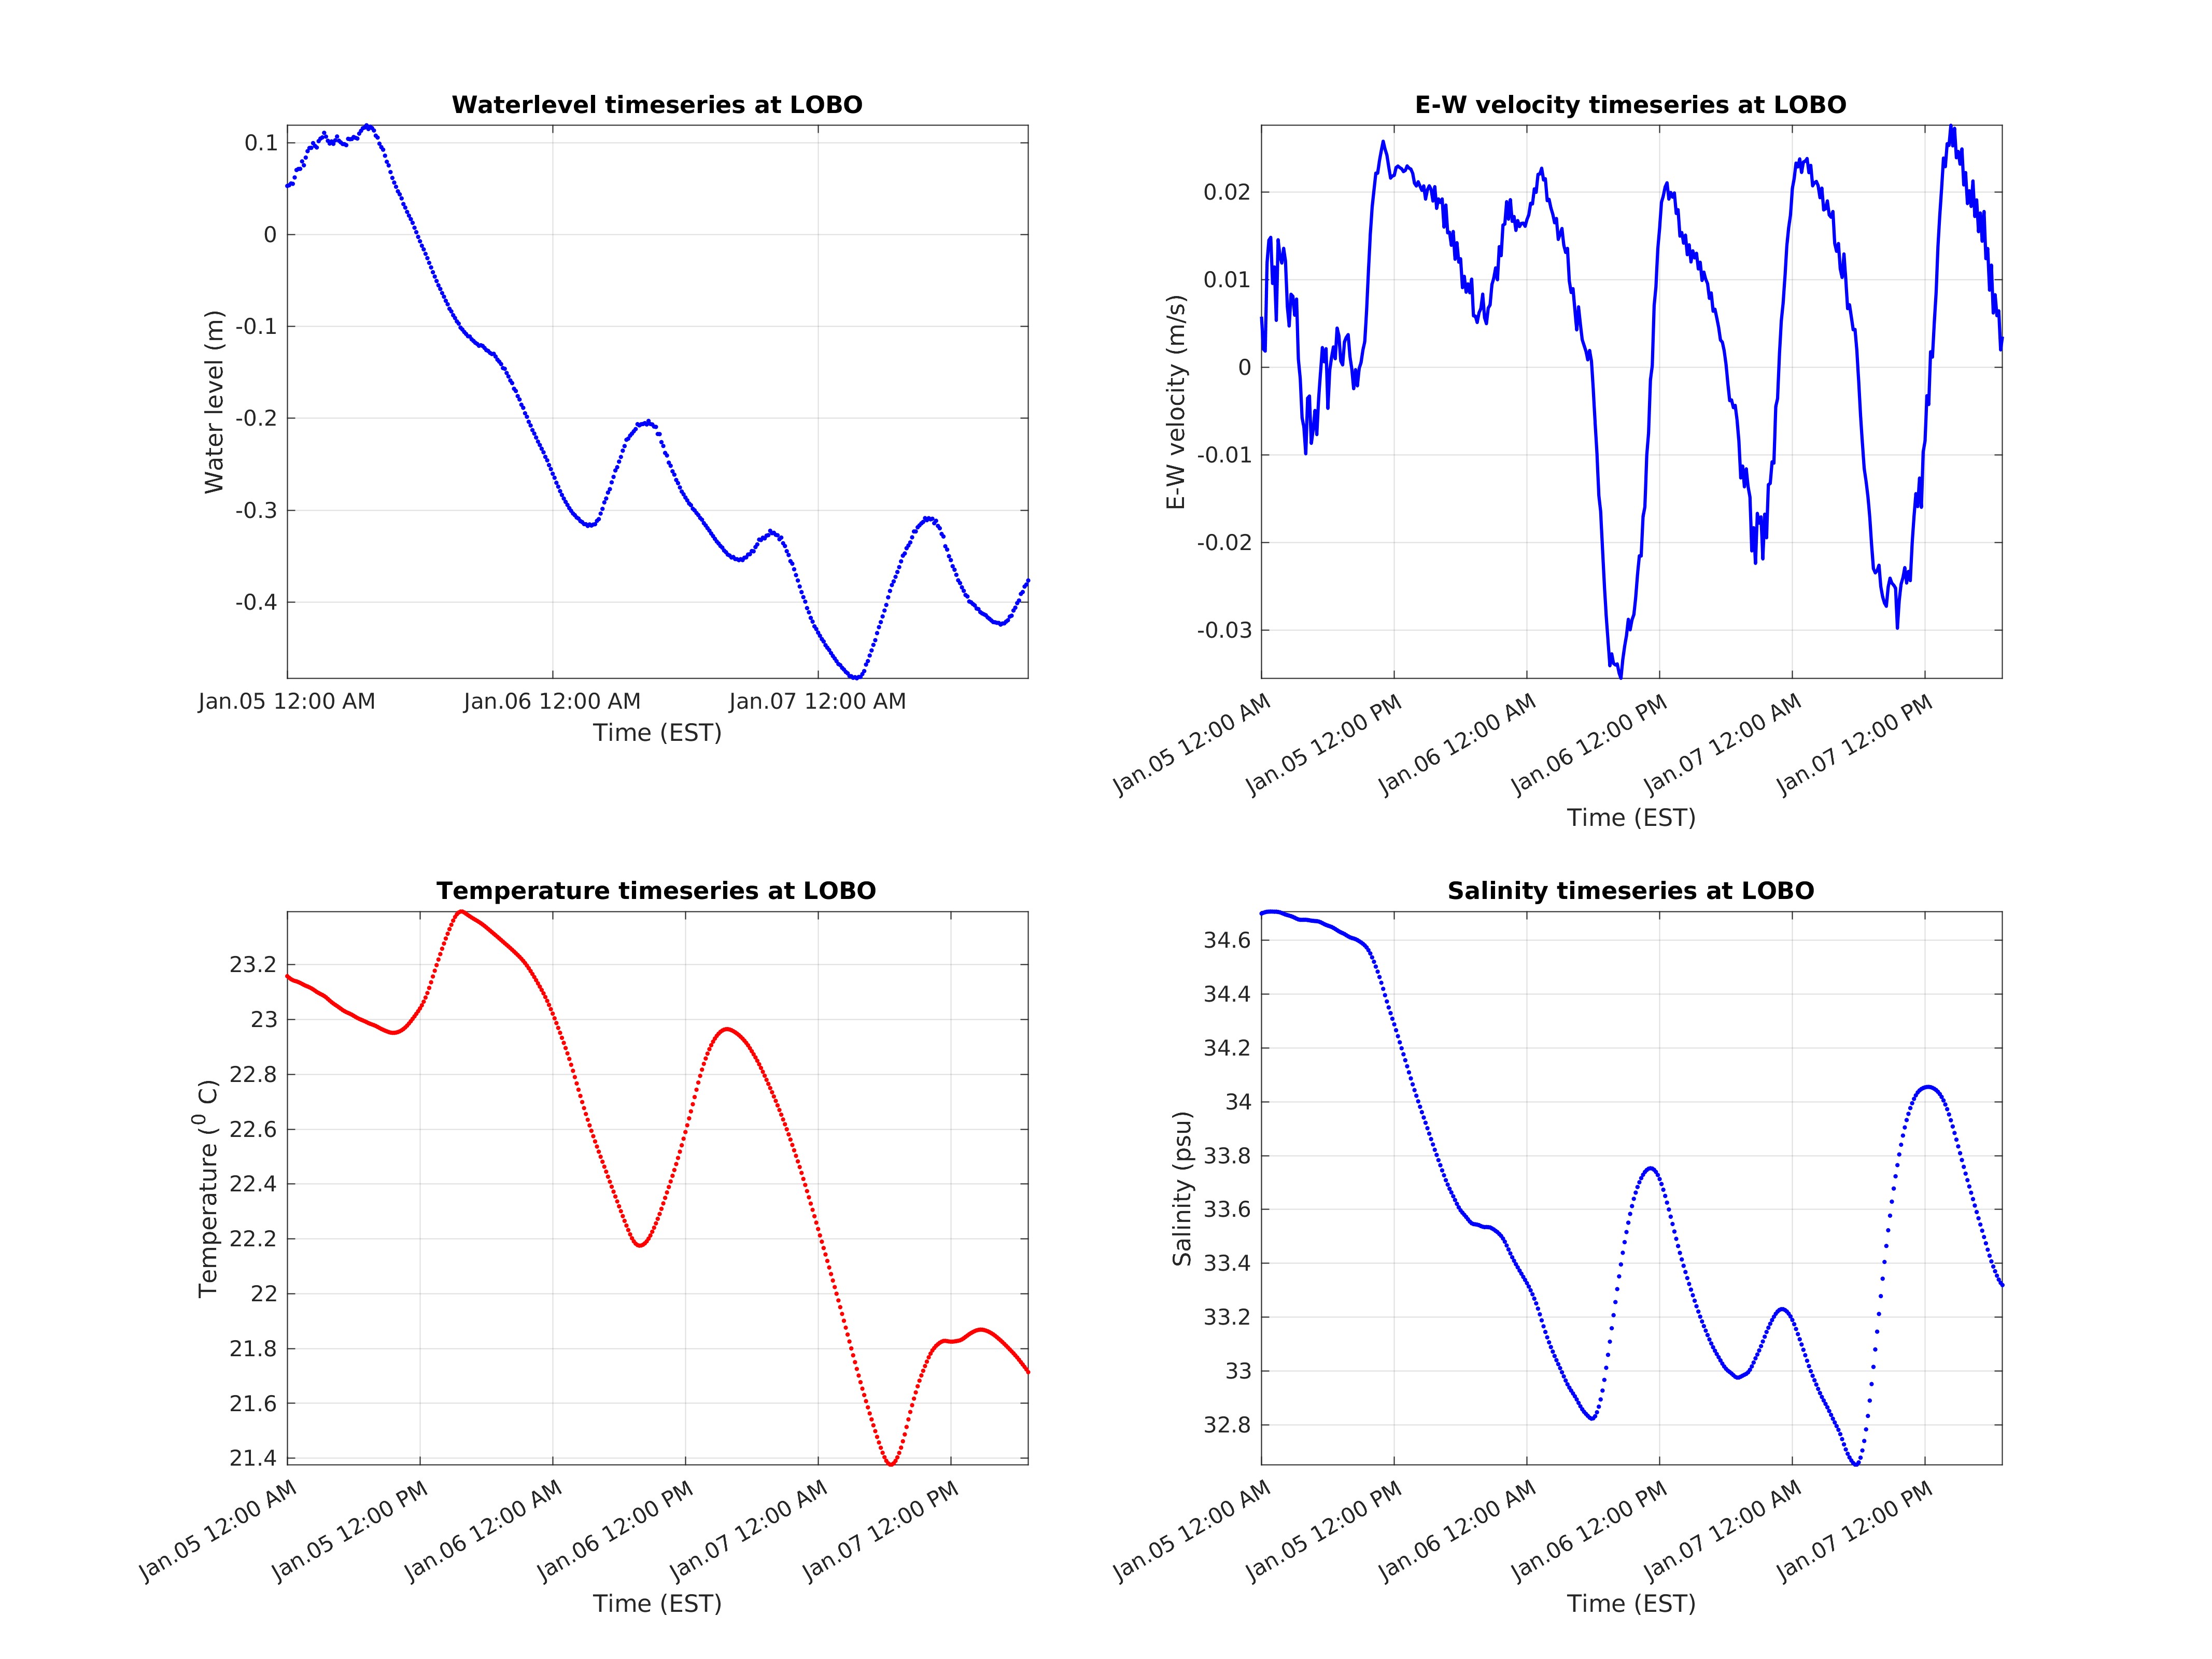 Waterlevel timeseries at LOBO
0.1
0
-0.1
-0.2
-0.3
-0.4
Water level (m)
Jan.05 12:00 AM
Jan.06 12:00 AM
Jan.07 12:00 AM
Time (EST)
E-W velocity timeseries at LOBO
0.02
0.01
0
-0.01
-0.02
-0.03
E-W velocity (m/s)
Jan.05 12:00 AM
Jan.05 12:00 PM
Jan.06 12:00 AM
Jan.06 12:00 PM
Jan.07 12:00 AM
Jan.07 12:00 PM
Time (EST)
Temperature timeseries at LOBO
23.2
23
22.8
22.6
22.4
22.2
22
21.8
21.6
21.4
Temperature (⁰ C)
Jan.05 12:00 AM
Jan.05 12:00 PM
Jan.06 12:00 AM
Jan.06 12:00 PM
Jan.07 12:00 AM
Jan.07 12:00 PM
Time (EST)
Salinity timeseries at LOBO
34.6
34.4
34.2
34
33.8
33.6
33.4
33.2
33
32.8
Salinity (psu)
Jan.05 12:00 AM
Jan.05 12:00 PM
Jan.06 12:00 AM
Jan.06 12:00 PM
Jan.07 12:00 AM
Jan.07 12:00 PM
Time (EST)